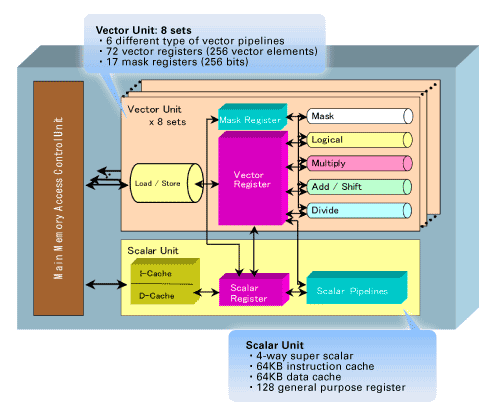 Vector Unit: 8 sets
・6 different type of vector pipelines
・72 vector registers (256 vector elements)
・17 mask registers (256 bits)
Main Memory Access Control Unit
Vector Unit
x 8 sets
Mask Register
Mask
Logical
Load / Store
Vector
Register
Multiply
Add / Shift
Divide
Scalar Unit
I-Cache
D-Cache
Scalar
Register
Scalar Pipelines
Scalar Unit
・4-way super scalar
・64KB instruction cache
・64KB data cache
・128 general purpose register